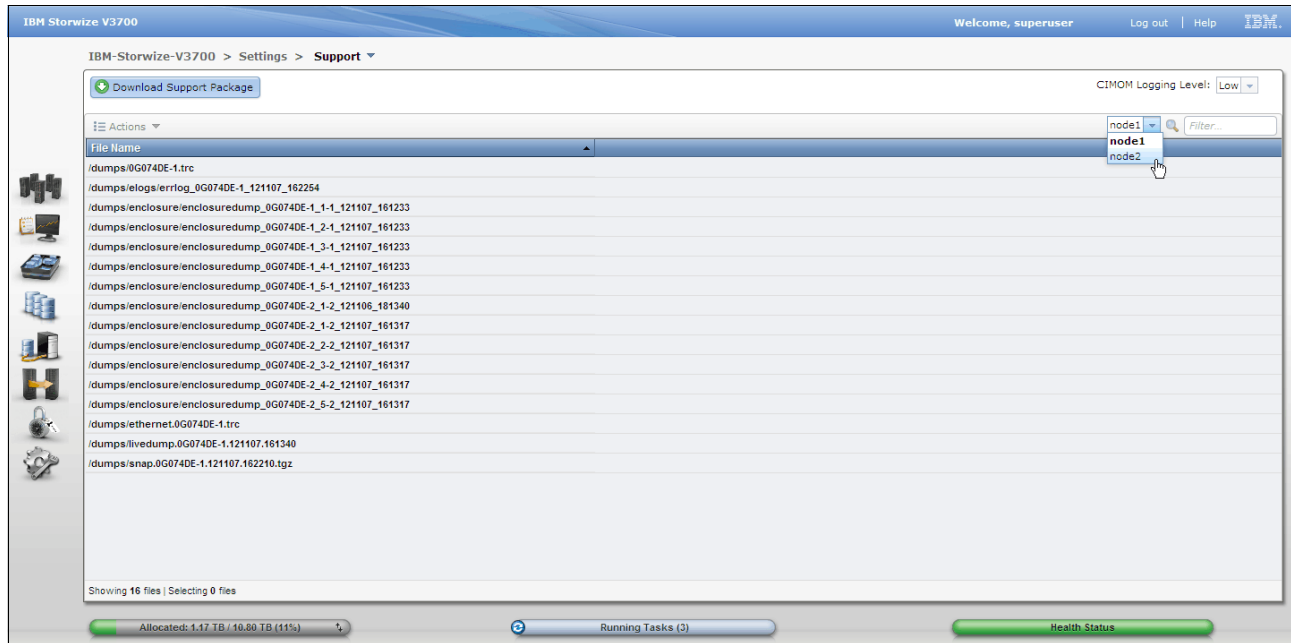 IBM Storwize V3700
Welcome, superuser
Log out | Help
IBM.
IBM-Storwize-V3700 > Settings > Support
Download Support Package
CIMOM Logging Level: Low
Actions
node1
Filter...
node1
node2
File Name
/dumps/0G074DE-1.trc
/dumps/elogs/errlog_0G074DE-1_121107_162254
/dumps/enclosure/enclosuredump_0G074DE-1_1-1_121107_161233
/dumps/enclosure/enclosuredump_0G074DE-1_2-1_121107_161233
/dumps/enclosure/enclosuredump_0G074DE-1_3-1_121107_161233
/dumps/enclosure/enclosuredump_0G074DE-1_4-1_121107_161233
/dumps/enclosure/enclosuredump_0G074DE-1_5-1_121107_161233
/dumps/enclosure/enclosuredump_0G074DE-2_1-2_121106_181340
/dumps/enclosure/enclosuredump_0G074DE-2_1-2_121107_161317
/dumps/enclosure/enclosuredump_0G074DE-2_2-2_121107_161317
/dumps/enclosure/enclosuredump_0G074DE-2_3-2_121107_161317
/dumps/enclosure/enclosuredump_0G074DE-2_4-2_121107_161317
/dumps/enclosure/enclosuredump_0G074DE-2_5-2_121107_161317
/dumps/ethernet.0G074DE-1.trc
/dumps/livedump.0G074DE-1.121107.161340
/dumps/snap.0G074DE-1.121107.162210.tgz
Showing 16 files | Selecting 0 files
Allocated: 1.17 TB / 10.80 TB (11%)
Running Tasks (3)
Health Status